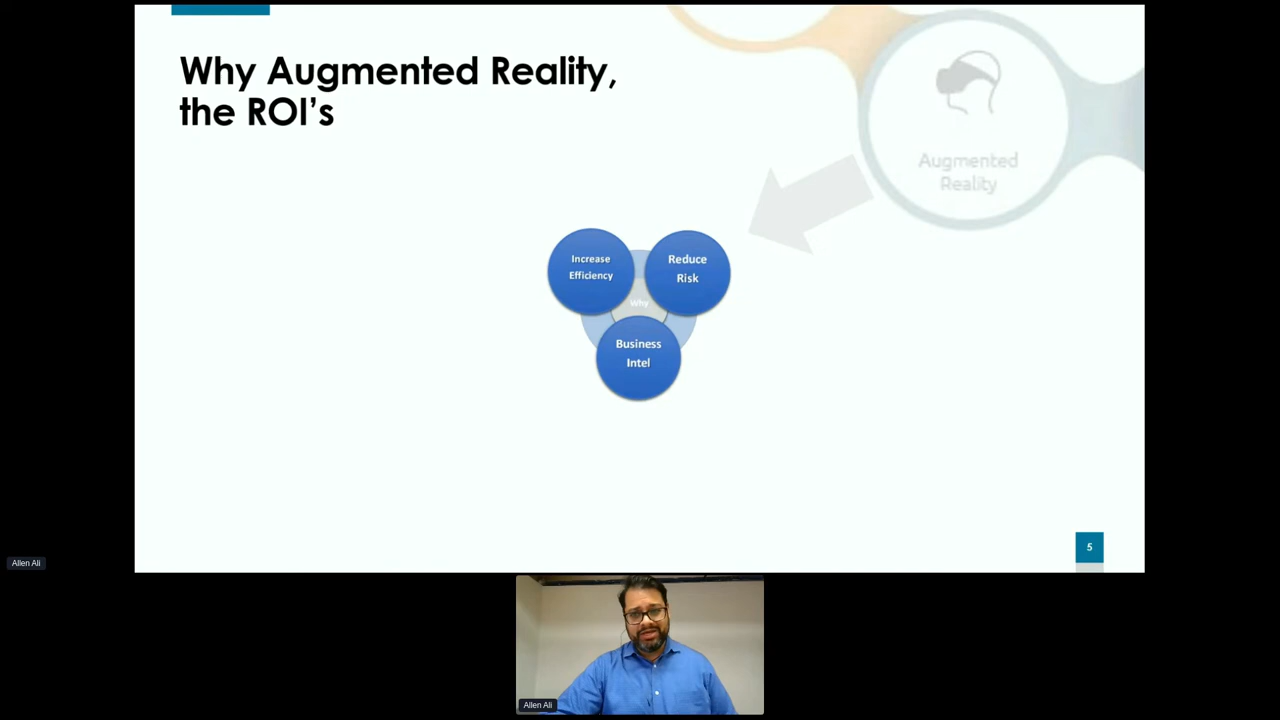 Why Augmented Reality,
the ROI’s
Augmented
Reality
Increase
Efficiency
Reduce
Risk
Why
Business
Intel
5
Allen Ali
Allen Ali